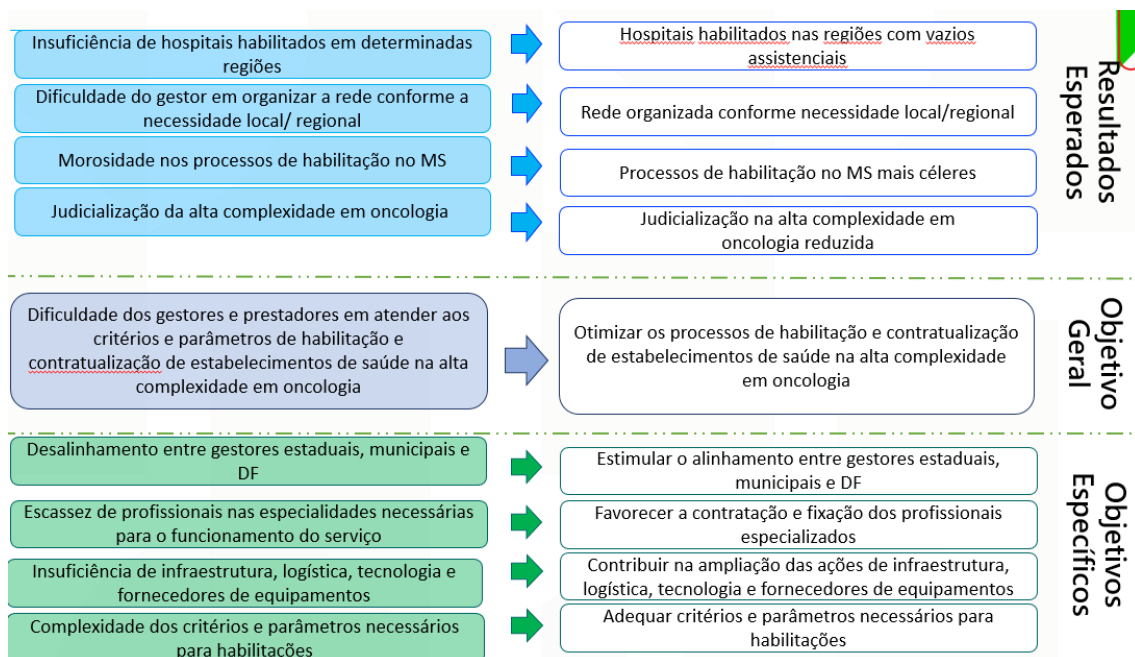 Insuficiência de hospitais habilitados em determinadas
regiões
Hospitais habilitados nas regiões com vazios
assistenciais
Dificuldade do gestor em organizar a rede conforme a
necessidade local/ regional
Rede organizada conforme necessidade local/regional
Morosidade nos processos de habilitação no MS
Processos de habilitação no MS mais céleres
Judicialização da alta complexidade em oncologia
Judicialização na alta complexidade em
oncologia reduzida
Resultados
Esperados
Dificuldade dos gestores e prestadores em atender aos
critérios e parâmetros de habilitação e
contratualização de estabelecimentos de saúde na alta
complexidade em oncologia
Otimizar os processos de habilitação e contratualização
de estabelecimentos de saúde na alta complexidade
em oncologia
Objetivo
Geral
Desalinhamento entre gestores estaduais, municipais e
DF
Estimular o alinhamento entre gestores estaduais,
municipais e DF
Escassez de profissionais nas especialidades necessárias
para o funcionamento do serviço
Favorecer a contratação e fixação dos profissionais
especializados
Insuficiência de infraestrutura, logística, tecnologia e
fornecedores de equipamentos
Contribuir na ampliação das ações de infraestrutura,
logística, tecnologia e fornecedores de equipamentos
Complexidade dos critérios e parâmetros necessários
para habilitações
Adequar critérios e parâmetros necessários para
habilitações
Objetivos
Específicos